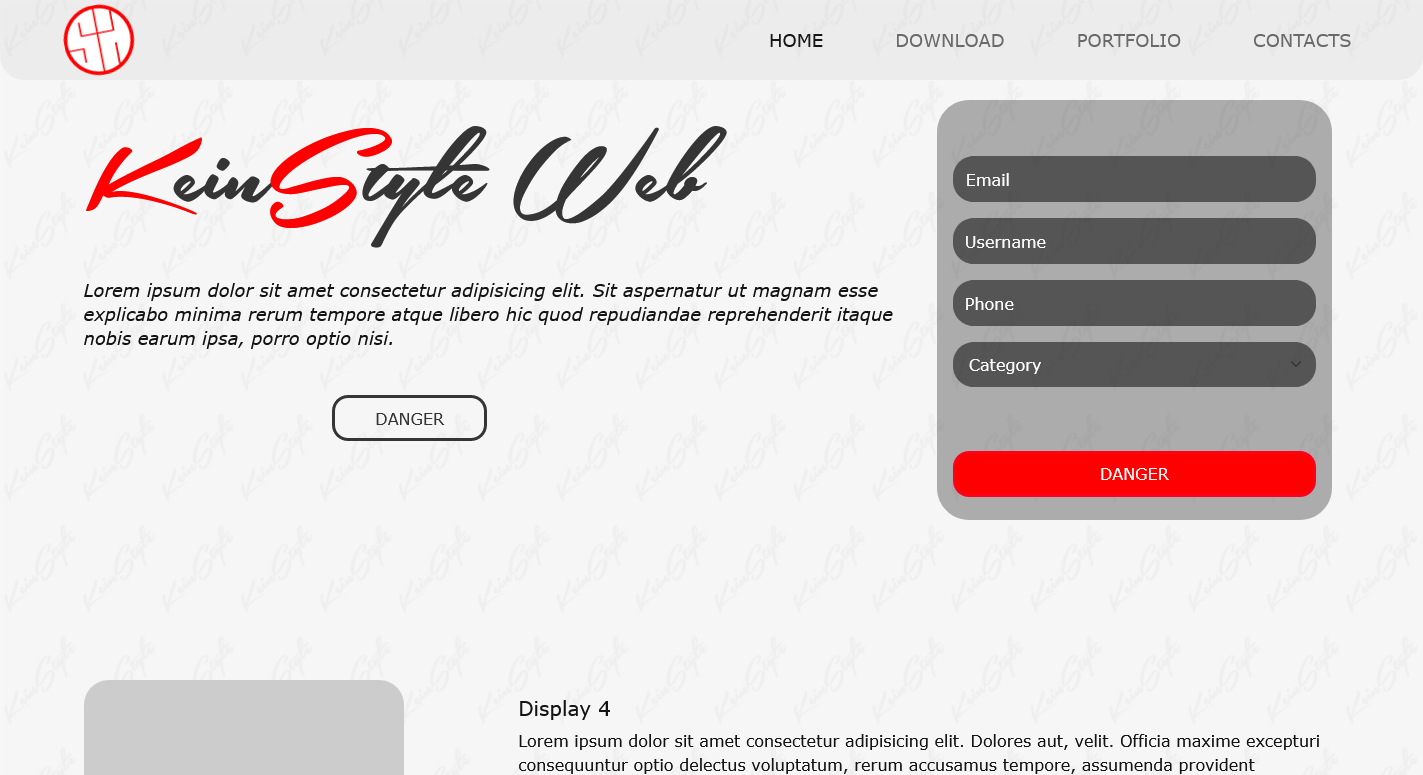 HOME
DOWNLOAD
PORTFOLIO
CONTACTS
KeinStyle Web
Lorem ipsum dolor sit amet consectetur adipisicing elit. Sit aspernatur ut magnam esse
explicabo minima rerum tempore atque libero hic quod repudiandae reprehenderit itaque
nobis earum ipsa, porro optio nisi.
DANGER
Email
Username
Phone
Category
DANGER
Display 4
Lorem ipsum dolor sit amet consectetur adipisicing elit. Dolores aut, velit. Officia maxime excepturi
consequuntur optio delectus voluptatum, rerum accusamus tempore, assumenda provident